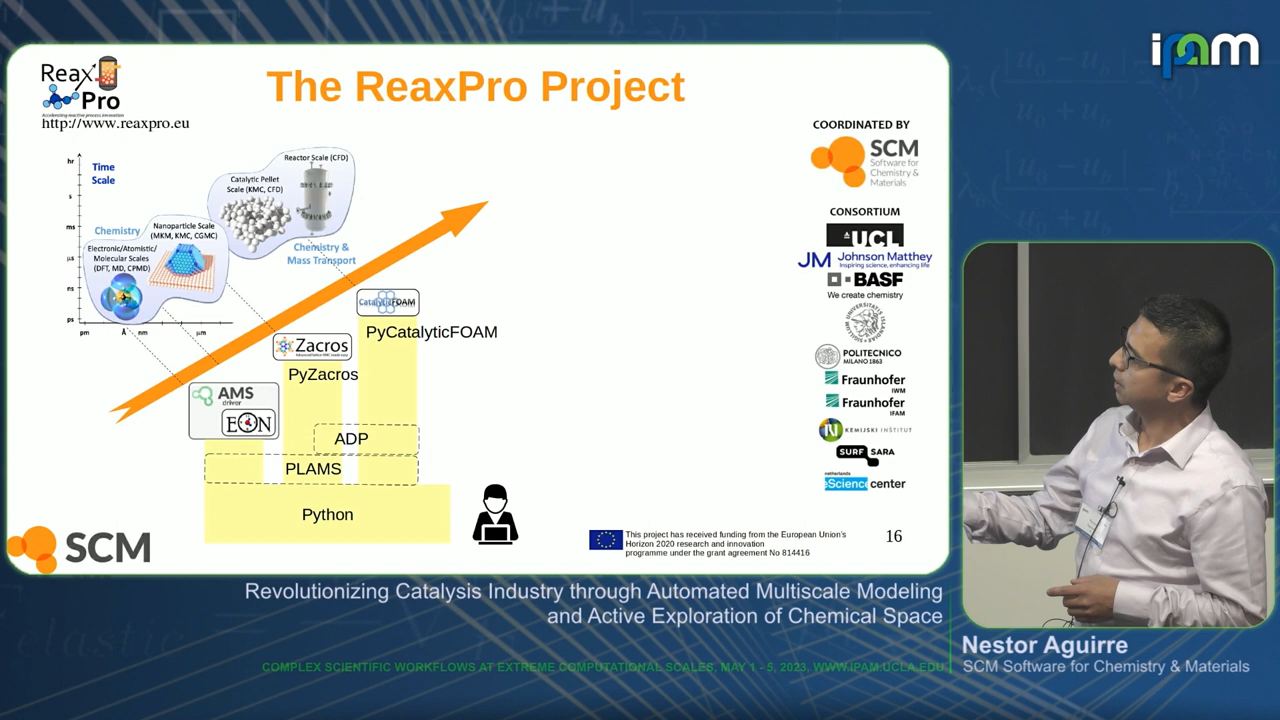 ipam
Reax
Pro
Accelerating reactive process innovation
http://www.reaxpro.eu
The ReaxPro Project
hr
s
ms
μs
ns
ps
Time
Scale
Reactor Scale (CFD)
Catalytic Pellet
Scale (KMC, CFD)
Nanoparticle Scale
(MKM, KMC, CGMC)
Chemistry
Electronic/Atomistic/
Molecular Scales
(DFT, MD, CPMD)
Chemistry &
Mass Transport
pm
Å
nm
μm
CatalyticFOAM
PyCatalyticFOAM
Zacros
PyZacros
AMS
driver
EON
ADP
PLAMS
Python
COORDINATED BY
SCM
Software for
Chemistry &
Materials
CONSORTIUM
UCL
JM Johnson Matthey
Inspiring science, enhancing life
BASF
We create chemistry
POLITECNICO
MILANO 1863
Fraunhofer
IWM
Fraunhofer
IFAM
KEMIJSKI INŠTITUT
SURF SARA
netherlands
eScience center
SCM
This project has received funding from the European Union's
Horizon 2020 research and innovation
programme under the grant agreement No 814416
16
Revolutionizing Catalysis Industry through Automated Multiscale Modeling
and Active Exploration of Chemical Space
COMPLEX SCIENTIFIC WORKFLOWS AT EXTREME COMPUTATIONAL SCALES. MAY 1 - 5, 2023, WWW.IPAM.UCLA.EDU
Nestor Aguirre
SCM Software for Chemistry & Materials